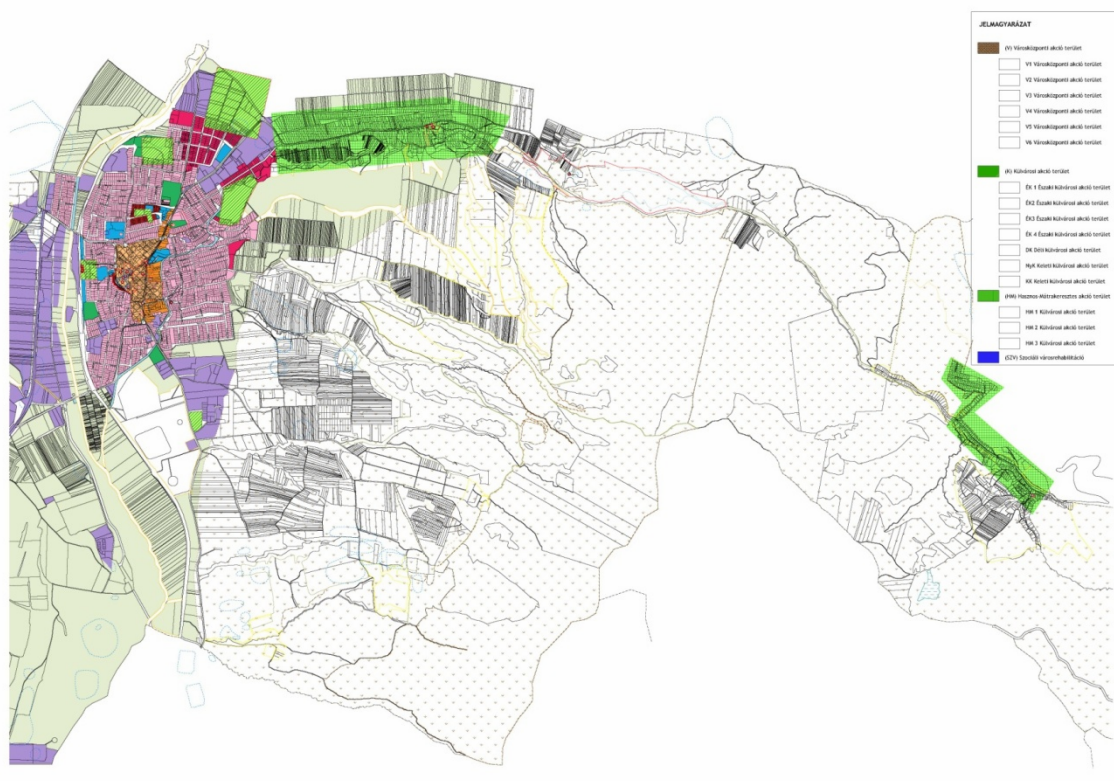 JELMAGYARÁZAT
(V) Városközponti akció terület
V1 Városközponti akció terület
V2 Városközponti akció terület
V3 Városközponti akció terület
V4 Városközponti akció terület
V5 Városközponti akció terület
V6 Városközponti akció terület
(K) Külvárosi akció terület
ÉK 1 Északi külvárosi akció terület
ÉK2 Északi külvárosi akció terület
ÉK3 Északi külvárosi akció terület
ÉK 4 Északi külvárosi akció terület
DK Déli külvárosi akció terület
NyK Keleti külvárosi akció terület
KK Keleti külvárosi akció terület
(HM) Hasznos Mátrakeresztes akció terület
HM 1 Külvárosi akció terület
HM 2 Külvárosi akció terület
HM 3 Külvárosi akció terület
(SZV) Szociáli városrehabilitáció